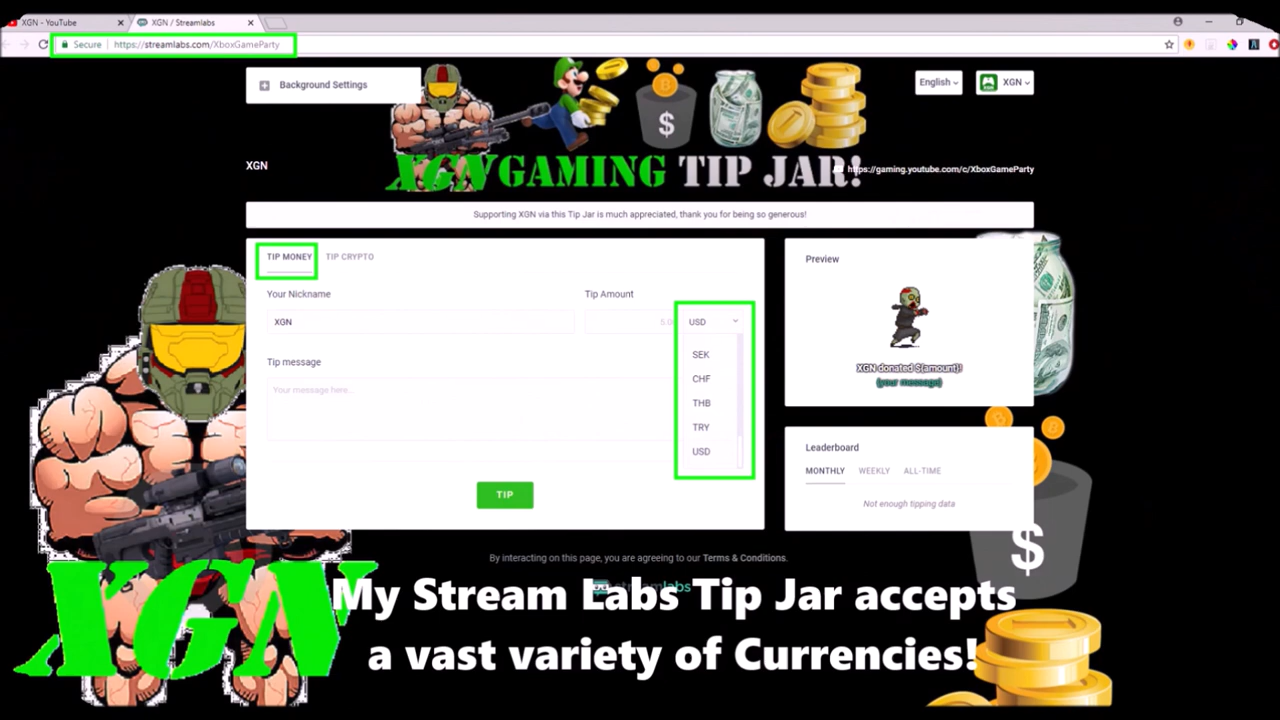 XGN - YouTube
XGN / Streamlabs
Secure
https://streamlabs.com/XboxGameParty
Background Settings
$
English
XGN
XGN
XGN GAMING TIP JAR!
https://gaming.youtube.com/c/XboxGameParty
Supporting XGN via this Tip Jar is much appreciated, thank you for being so generous!
TIP MONEY
TIP CRYPTO
Your Nickname
Tip Amount
XGN
5.00
USD
SEK
CHF
THB
TRY
USD
Tip message
Your message here...
TIP
Preview
XGN donated ${amount}!
{your message}
Leaderboard
MONTHLY
WEEKLY
ALL-TIME
Not enough tipping data
By interacting on this page, you are agreeing to our Terms & Conditions.
streamlabs
XGN
$
My Stream Labs Tip Jar accepts
a vast variety of Currencies!